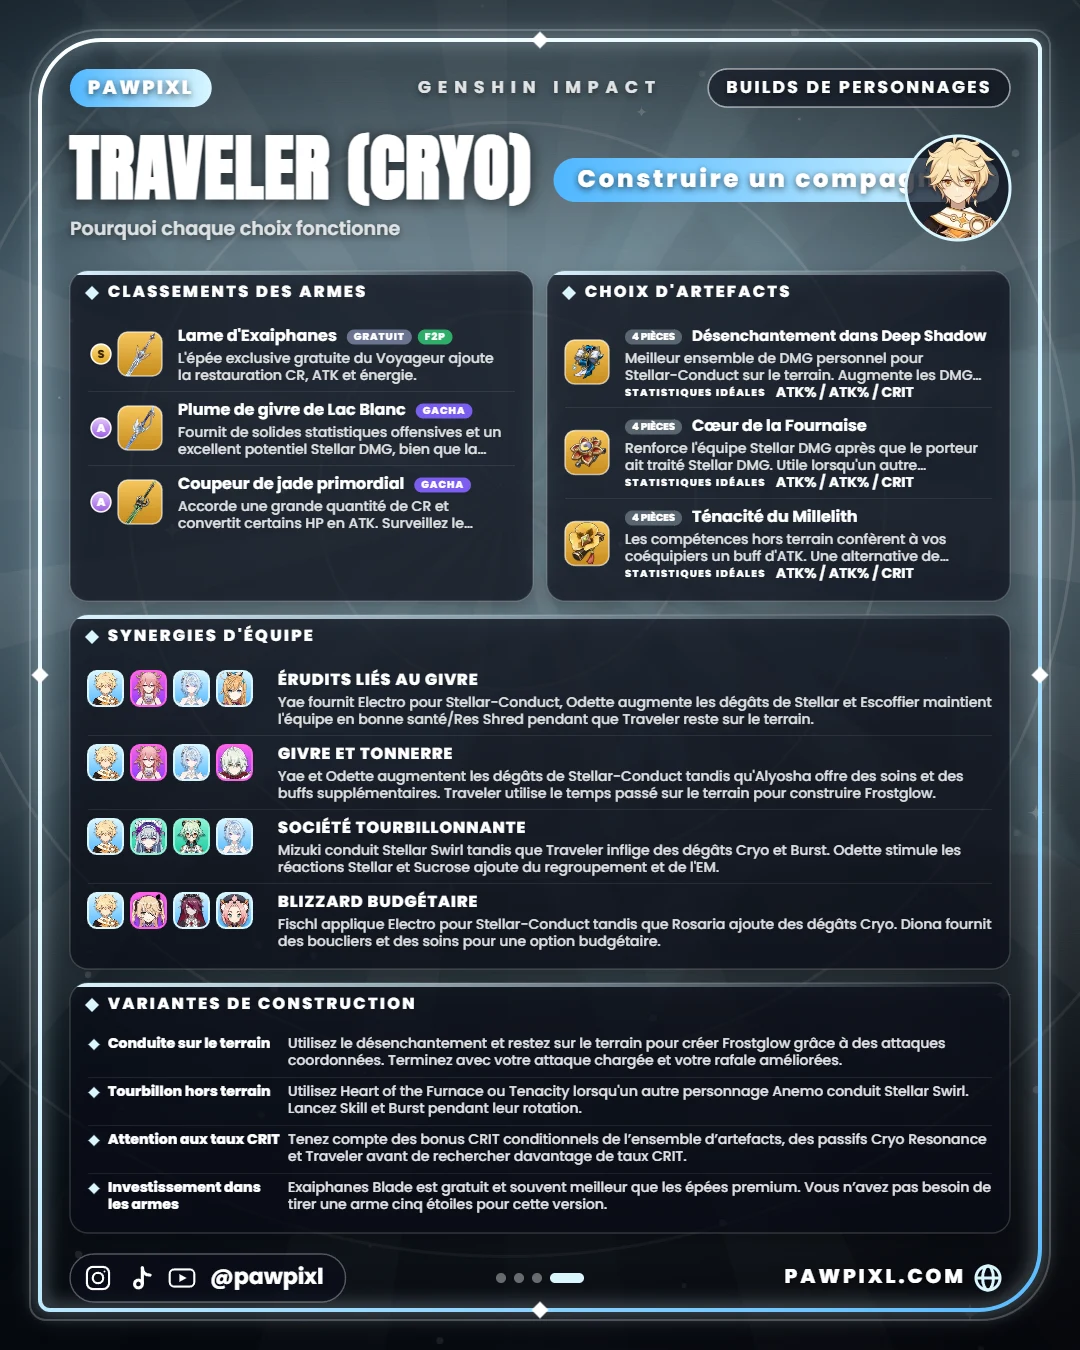 PAWPIXL
GENSHIN IMPACT
BUILDS DE PERSONNAGES
TRAVELER (CRYO)
Construire un compag
Pourquoi chaque choix fonctionne
CLASSEMENTS DES ARMES
S
Lame d'Exaiphanes GRATUIT F2P
L'épée exclusive gratuite du Voyageur ajoute
la restauration CR, ATK et énergie.
A
Plume de givre de Lac Blanc GACHA
Fournit de solides statistiques offensives et un
excellent potentiel Stellar DMG, bien que la...
A
Coupeur de jade primordial GACHA
Accorde une grande quantité de CR et
convertit certains HP en ATK. Surveillez le...
CHOIX D'ARTEFACTS
4 PIÈCES Désenchantement dans Deep Shadow
Meilleur ensemble de DMG personnel pour
Stellar-Conduct sur le terrain. Augmente les DMG...
STATISTIQUES IDÉALES ATK% / ATK% / CRIT
4 PIÈCES Cœur de la Fournaise
Renforce l'équipe Stellar DMG après que le porteur
ait traité Stellar DMG. Utile lorsqu'un autre...
STATISTIQUES IDÉALES ATK% / ATK% / CRIT
4 PIÈCES Ténacité du Millelith
Les compétences hors terrain confèrent à vos
coéquipiers un buff d'ATK. Une alternative de...
STATISTIQUES IDÉALES ATK% / ATK% / CRIT
SYNERGIES D'ÉQUIPE
ÉRUDITS LIÉS AU GIVRE
Yae fournit Electro pour Stellar-Conduct, Odette augmente les dégâts de Stellar et Escoffier maintient
l'équipe en bonne santé/Res Shred pendant que Traveler reste sur le terrain.
GIVRE ET TONNERRE
Yae et Odette augmentent les dégâts de Stellar-Conduct tandis qu'Alyosha offre des soins et des
buffs supplémentaires. Traveler utilise le temps passé sur le terrain pour construire Frostglow.
SOCIÉTÉ TOURBILLONNANTE
Mizuki conduit Stellar Swirl tandis que Traveler inflige des dégâts Cryo et Burst. Odette stimule les
réactions Stellar et Sucrose ajoute du regroupement et de l'EM.
BLIZZARD BUDGÉTAIRE
Fischl applique Electro pour Stellar-Conduct tandis que Rosaria ajoute des dégâts Cryo. Diona fournit
des boucliers et des soins pour une option budgétaire.
VARIANTES DE CONSTRUCTION
Conduite sur le terrain
Utilisez le désenchantement et restez sur le terrain pour créer Frostglow grâce à des attaques
coordonnées. Terminez avec votre attaque chargée et votre rafale améliorées.
Tourbillon hors terrain
Utilisez Heart of the Furnace ou Tenacity lorsqu'un autre personnage Anemo conduit Stellar Swirl.
Lancez Skill et Burst pendant leur rotation.
Attention aux taux CRIT
Tenez compte des bonus CRIT conditionnels de l’ensemble d’artefacts, des passifs Cryo Resonance
et Traveler avant de rechercher davantage de taux CRIT.
Investissement dans
les armes
Exaiphanes Blade est gratuit et souvent meilleur que les épées premium. Vous n’avez pas besoin de
tirer une arme cinq étoiles pour cette version.
@pawpixl
PAWPIXL.COM